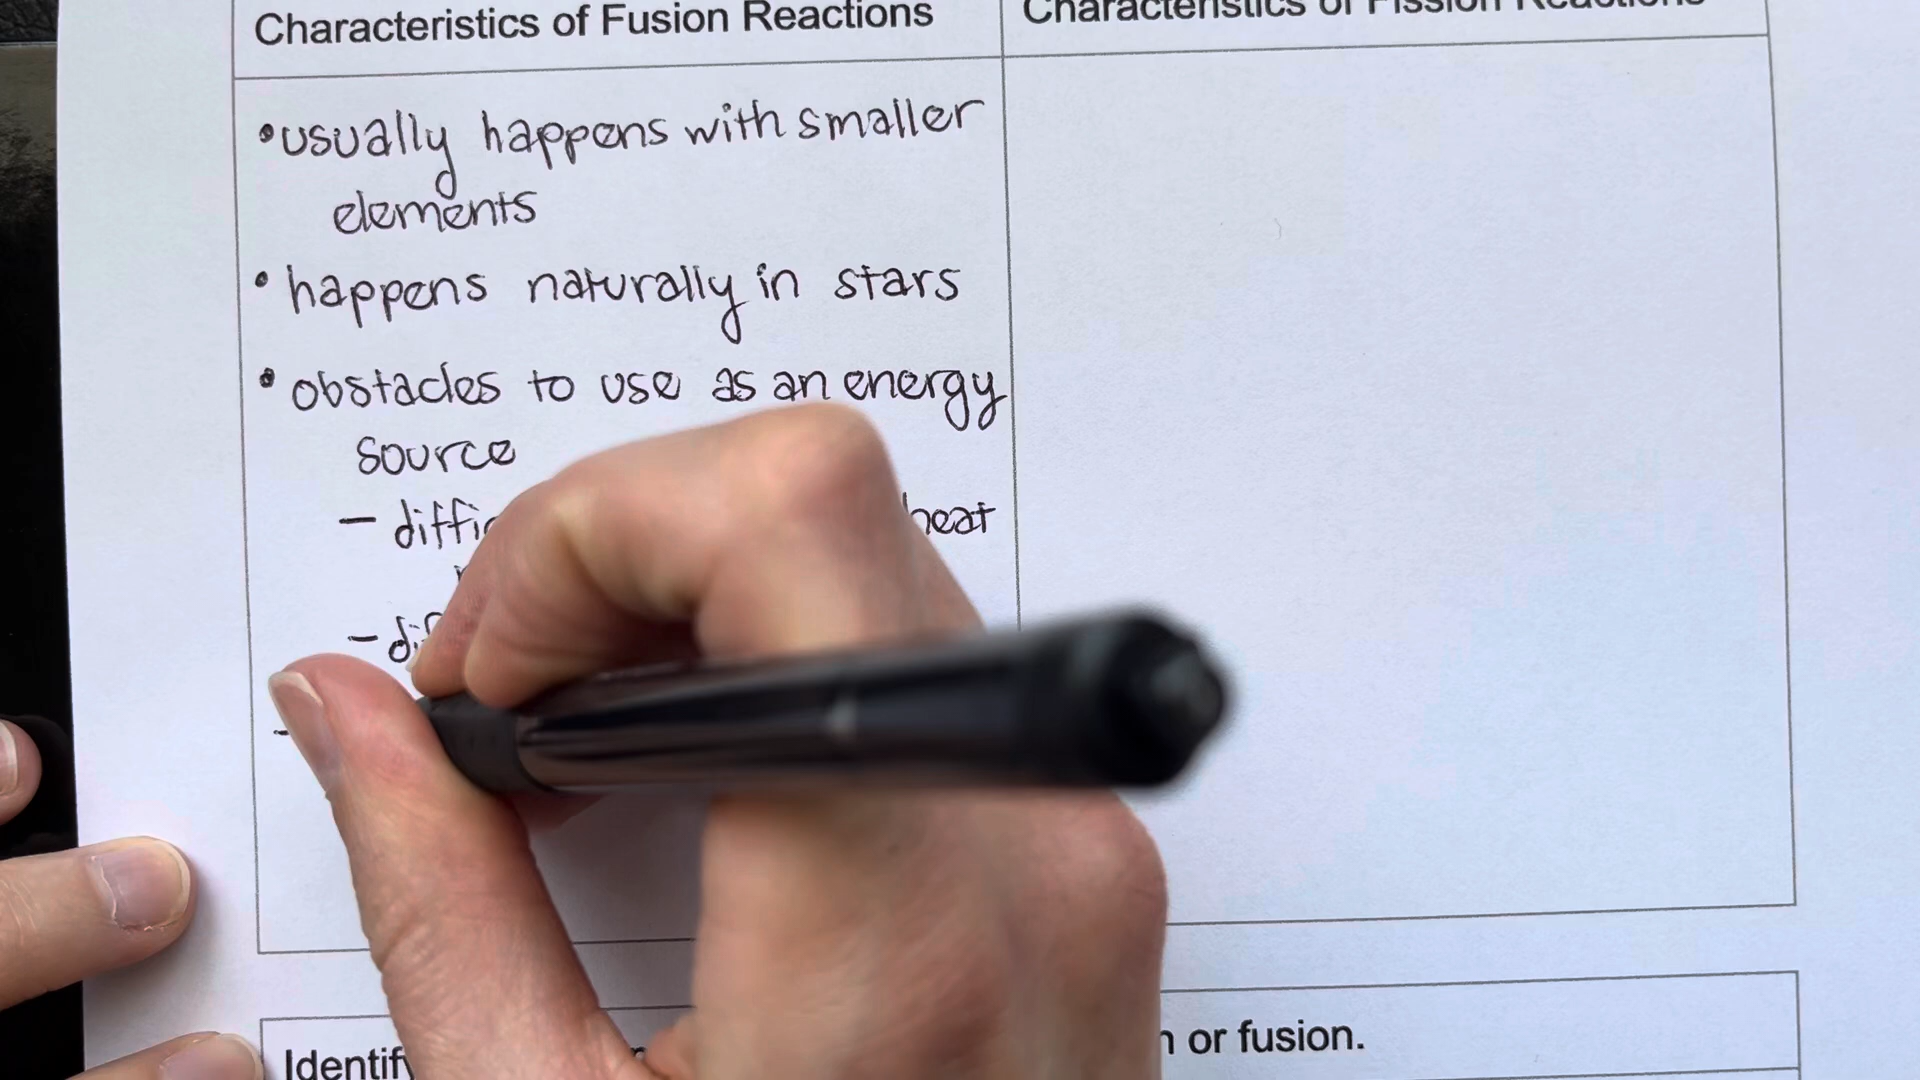 Characteristics of Fusion Reactions
Characteristics of Fission Reactions
•usually happens with smaller
elements
• happens naturally in stars
• obstacles to use as an energy
source
- heat
-
-
Identify
or fusion.